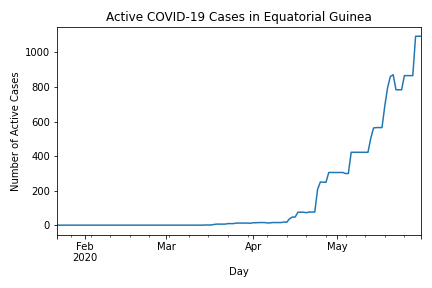 Active COVID-19 Cases in Equatorial Guinea
Number of Active Cases
1000
800
600
400
200
0
Feb
2020
Mar
Apr
May
Day